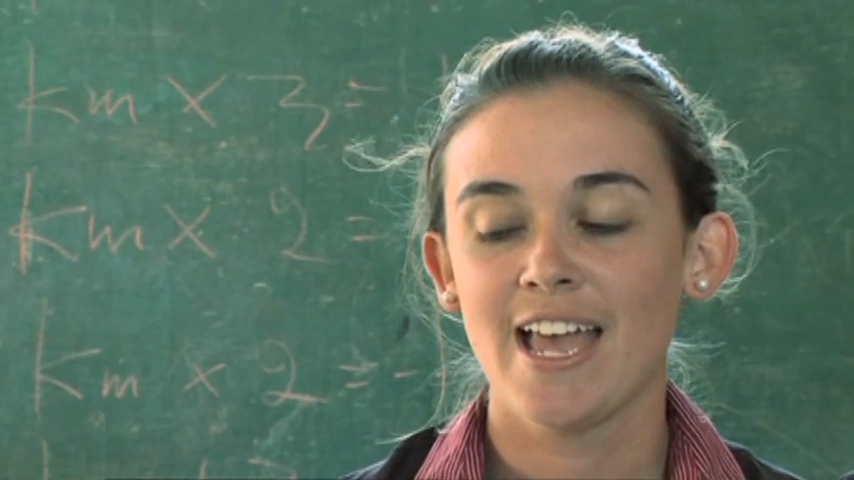 Km x 3 =
Km x 2 =
Km x 2 = -